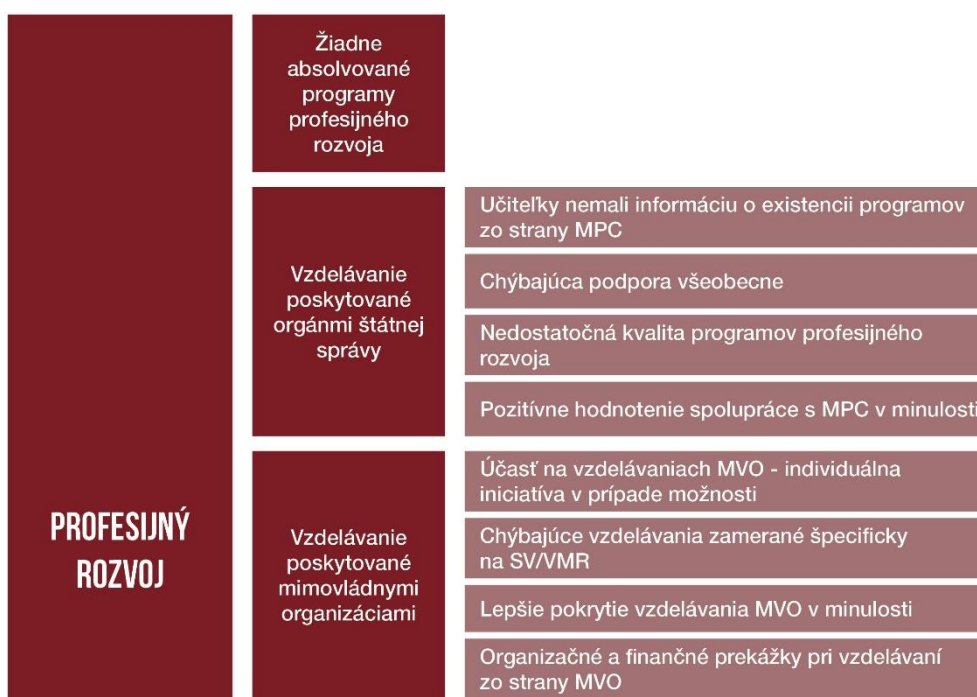 PROFESIJNÝ
ROZVOJ
Žiadne
absolvované
programy
profesijného
rozvoja
Vzdelávanie
poskytované
orgánmi štátnej
správy
Učiteľky nemali informáciu o existencii programov
zo strany MPC
Chýbajúca podpora všeobecne
Nedostatočná kvalita programov profesijného
rozvoja
Pozitívne hodnotenie spolupráce s MPC v minulosti
Vzdelávanie
poskytované
mimovládnymi
organizáciami
Účasť na vzdelávaniach MVO - individuálna
iniciatíva v prípade možnosti
Chýbajúce vzdelávania zamerané špecificky
na SV/VMR
Lepšie pokrytie vzdelávania MVO v minulosti
Organizačné a finančné prekážky pri vzdelávaní
zo strany MVO